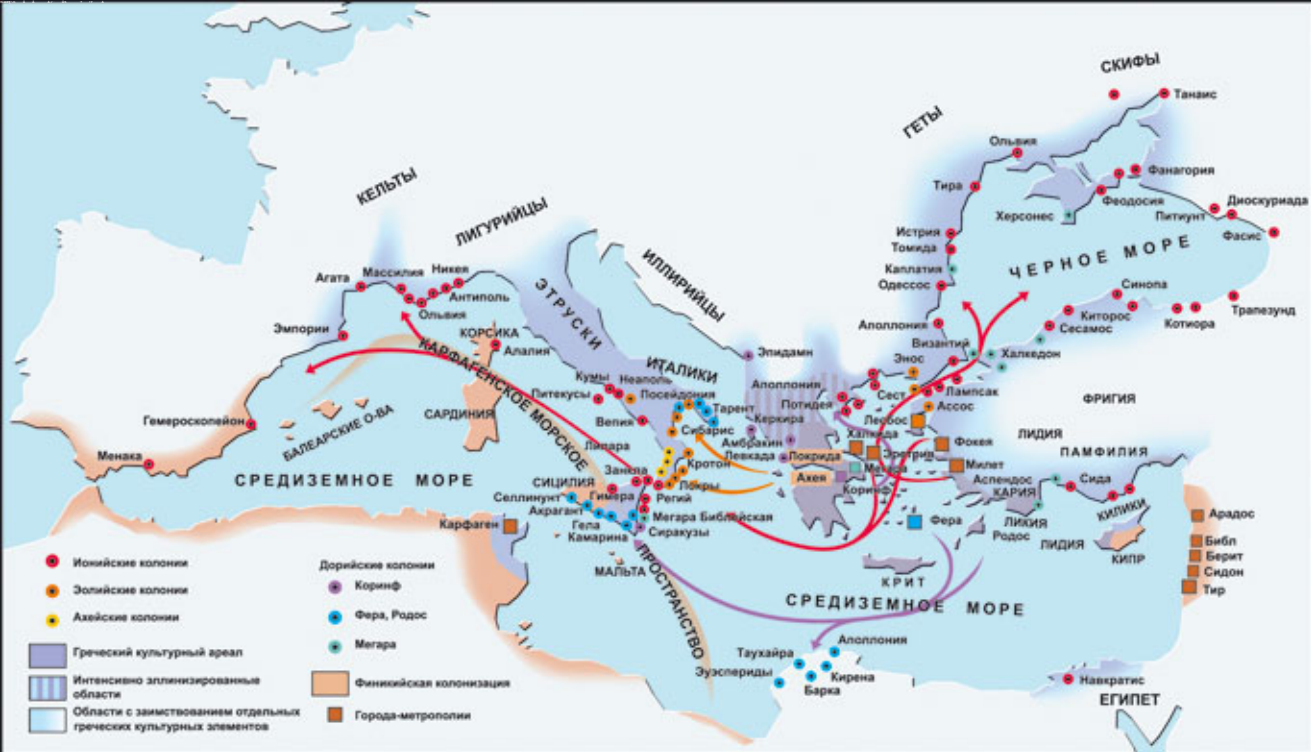 СКИФЫ
Танаис
ГЕТЫ
Ольвия
Фанагория
Тира
Феодосия
Диоскуриада
Питиунт
Херсонес
Фасис
Истрия
Томида
Каплатия
Одессос
ЧЕРНОЕ МОРЕ
Синопа
Киторос
Сесамос
Котиора
Трапезунд
Аполлония
Византий
Халкедон
КЕЛЬТЫ
ЛИГУРИЙЦЫ
ИЛЛИРИЙЦЫ
Агата
Массилия
Никея
Антиполь
Ольвия
ЭТРУСКИ
Эмпории
КОРСИКА
Алалия
КАРФАГЕНСКОЕ МОРСКОЕ
ПРОСТРАНСТВО
ИТАЛИКИ
Эпидамн
Энос
Кумы
Неаполь
Питекусы
Посейдония
Аполлония
Потидея
Сест
Лампсак
Ассос
ФРИГИЯ
Гемероскопейон
БАЛЕАРСКИЕ О-ВА
САРДИНИЯ
Вепия
Тарент
Сибарис
Керкира
Амбракин
Левкада
Лесбос
Халкида
Эретрия
Фокея
ЛИДИЯ
ПАМФИЛИЯ
Менака
СРЕДИЗЕМНОЕ МОРЕ
Липара
Занкла
Кротон
Локры
Покрида
Мегара
Ахея
Милет
Аспендос
Сида
СИЦИЛИЯ
Гимера
Регий
Коринф
КАРИЯ
КИЛИКИ
Селлинунт
Акрагант
Гела
Камарина
Мегара Библейская
Сиракузы
Фера
ЛИКИЯ
Родос
ЛИДИЯ
КИПР
Арадос
Библ
Берит
Сидон
Тир
Карфаген
МАЛЬТА
КРИТ
СРЕДИЗЕМНОЕ МОРЕ
Аполлония
Таухайра
Эуэспериды
Кирена
Барка
Навкратис
ЕГИПЕТ
Ионийские колонии
Эолийские колонии
Ахейские колонии
Греческий культурный ареал
Интенсивно эллинизированные
области
Области с заимствованием отдельных
греческих культурных элементов
Дорийские колонии
Коринф
Фера, Родос
Мегара
Финикийская колонизация
Города-метрополии